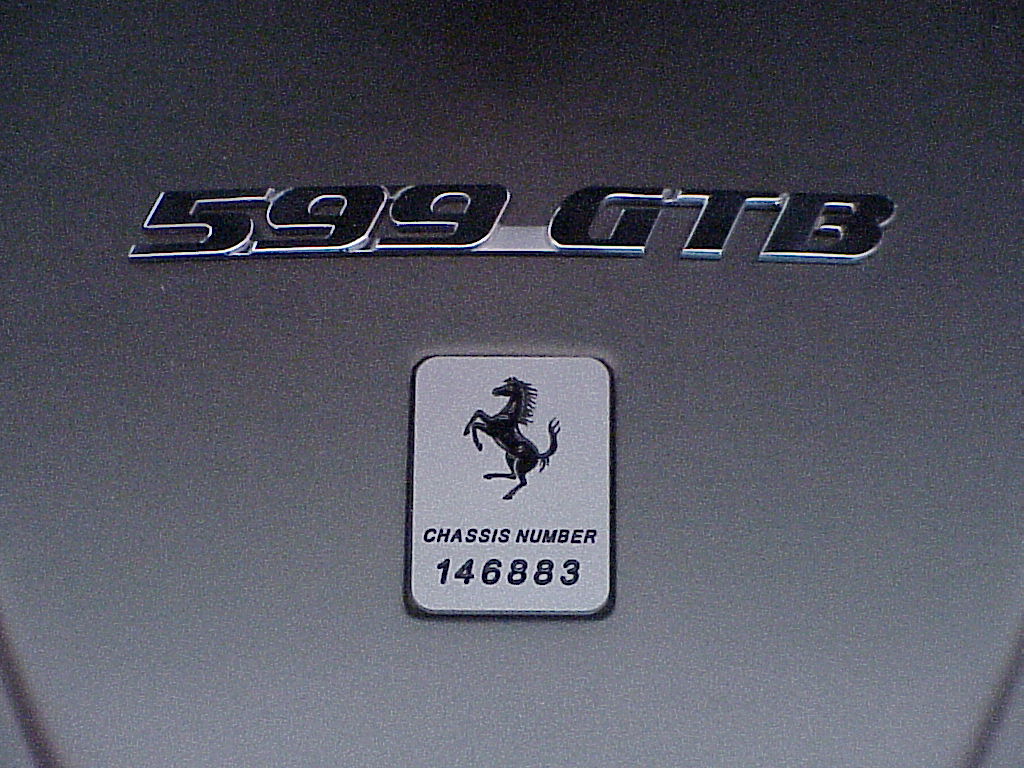 599 GTB
CHASSIS NUMBER
146883